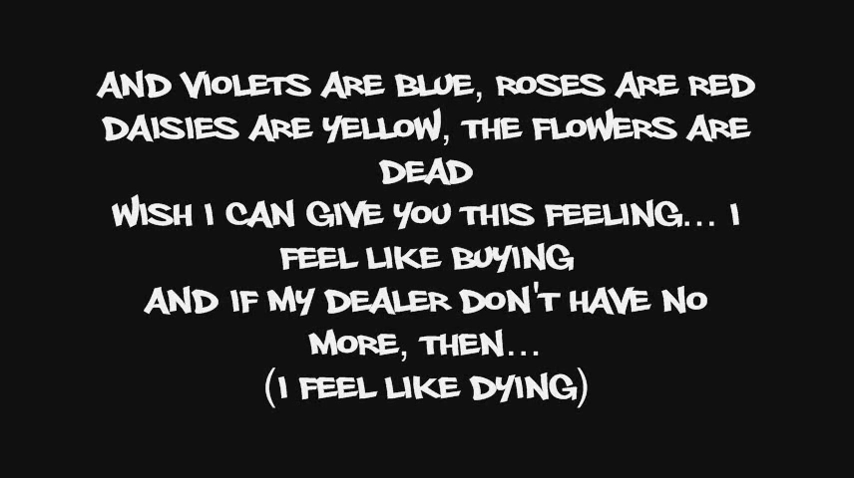 AND VIOLETS ARE BLUE, ROSES ARE RED
DAISIES ARE YELLOW, THE FLOWERS ARE
DEAD
WISH I CAN GIVE YOU THIS FEELING... I
FEEL LIKE BUYING
AND IF MY DEALER DON'T HAVE NO
MORE, THEN...
(I FEEL LIKE DYING)